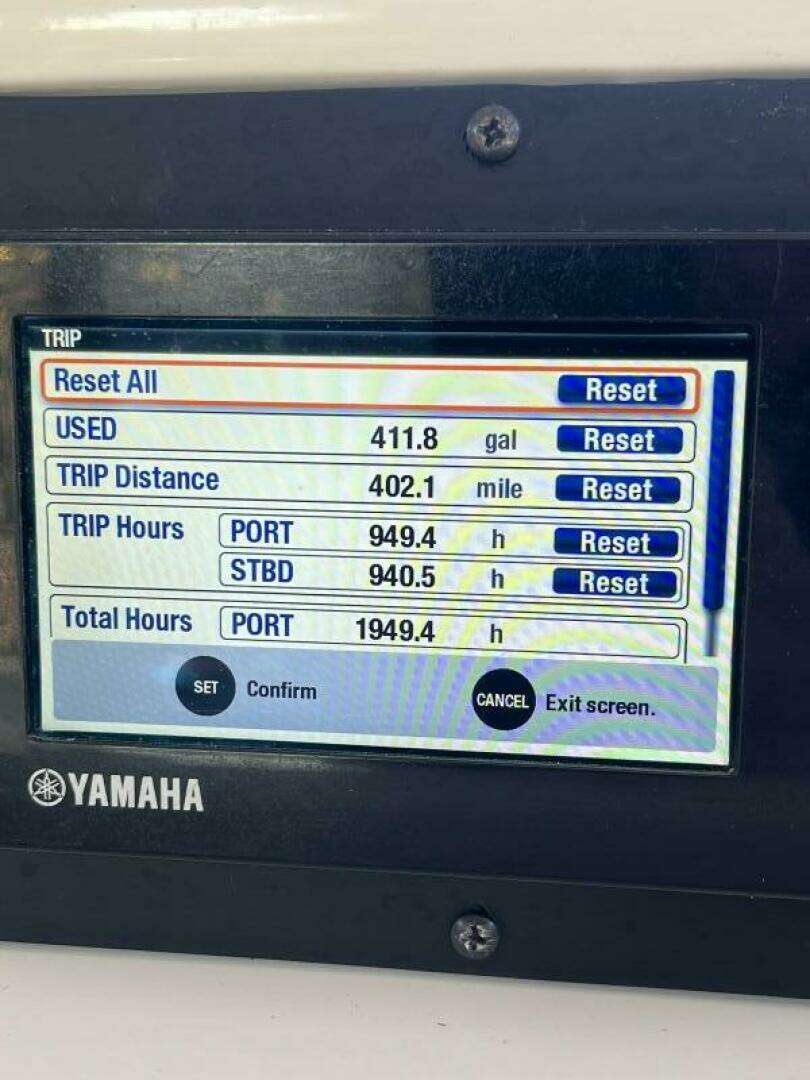 TRIP
Reset All Reset
USED 411.8 gal Reset
TRIP Distance 402.1 mile Reset
TRIP Hours PORT 949.4 h Reset
STBD 940.5 h Reset
Total Hours PORT 1949.4 h
SET Confirm CANCEL Exit screen.
YAMAHA